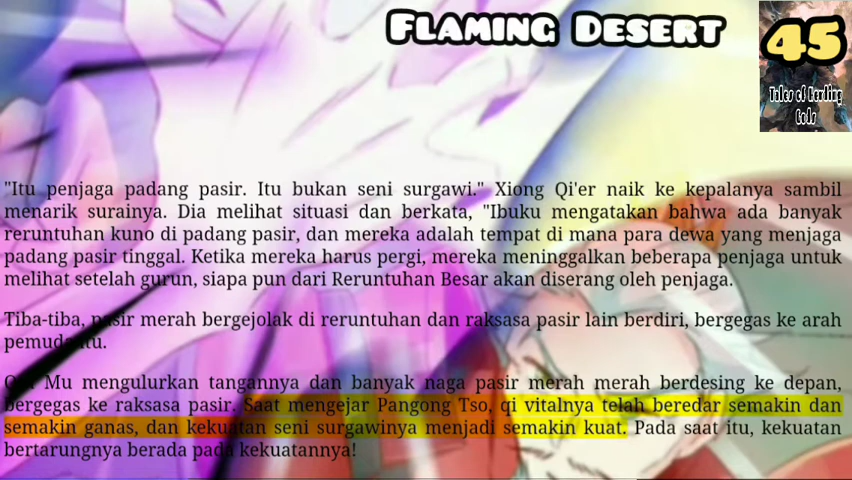 Flaming Desert
45
Tales of Herding
Gods
"Itu penjaga padang pasir. Itu bukan seni surgawi." Xiong Qi'er naik ke kepalanya sambil
menarik surainya. Dia melihat situasi dan berkata, "Ibuku mengatakan bahwa ada banyak
reruntuhan kuno di padang pasir, dan mereka adalah tempat di mana para dewa yang menjaga
padang pasir tinggal. Ketika mereka harus pergi, mereka meninggalkan beberapa penjaga untuk
melihat setelah gurun, siapa pun dari Reruntuhan Besar akan diserang oleh penjaga.
Tiba-tiba, pasir merah bergejolak di reruntuhan dan raksasa pasir lain berdiri, bergegas ke arah
pemuda itu.
Mu mengulurkan tangannya dan banyak naga pasir merah merah berdesing ke depan,
bergegas ke raksasa pasir. Saat mengejar Pangong Tso, qi vitalnya telah beredar semakin dan
semakin ganas, dan kekuatan seni surgawinya menjadi semakin kuat. Pada saat itu, kekuatan
bertarungnya berada pada kekuatannya!